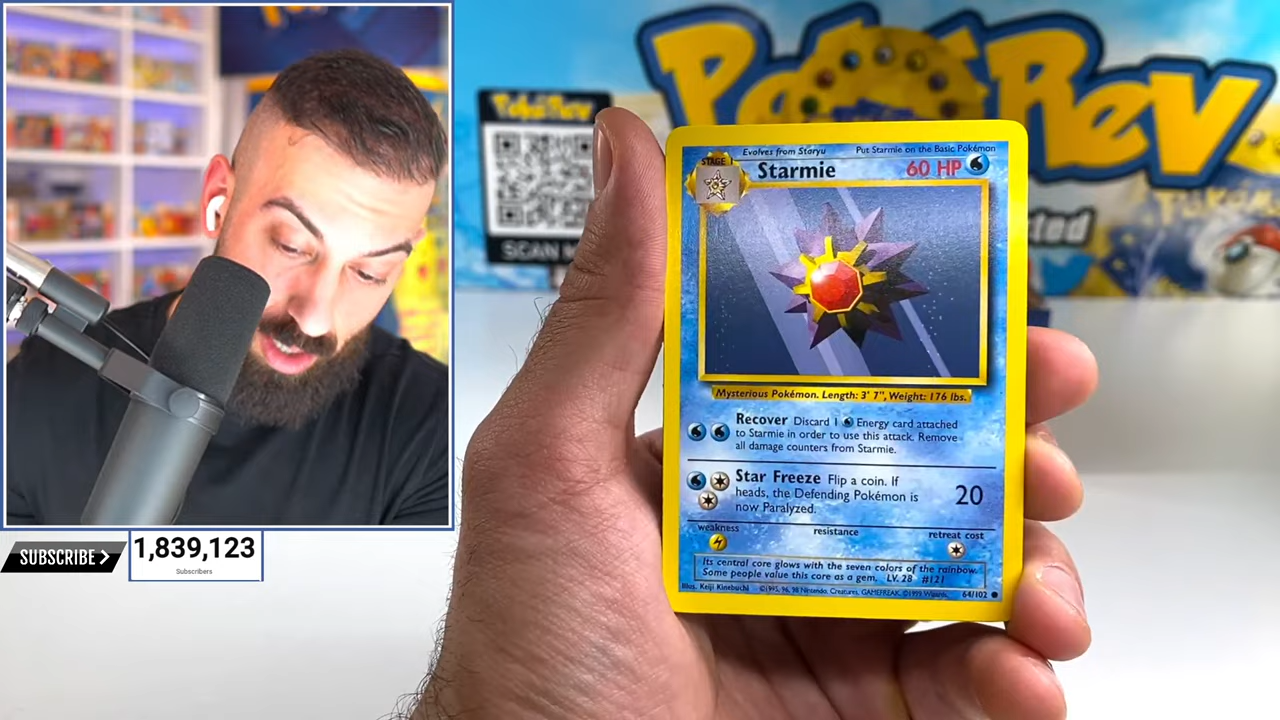 PokéRev
PokéRev
SCAN
SUBSCRIBE
1,839,123
Subscribers
Evolves from Staryu Put Starmie on the Basic Pokémon
STAGE 1 Starmie 60 HP
Mysterious Pokémon. Length: 3' 7", Weight: 176 lbs.
Recover Discard 1 Energy card attached
to Starmie in order to use this attack. Remove
all damage counters from Starmie.
Star Freeze Flip a coin. If
heads, the Defending Pokémon is
now Paralyzed.
20
weakness resistance retreat cost
Its central core glows with the seven colors of the rainbow.
Some people value this core as a gem. LV. 28 #121
Illus. Keiji Kinebuchi ©1995, 96, 98 Nintendo, Creatures, GAMEFREAK. ©1999 Wizards. 64/102